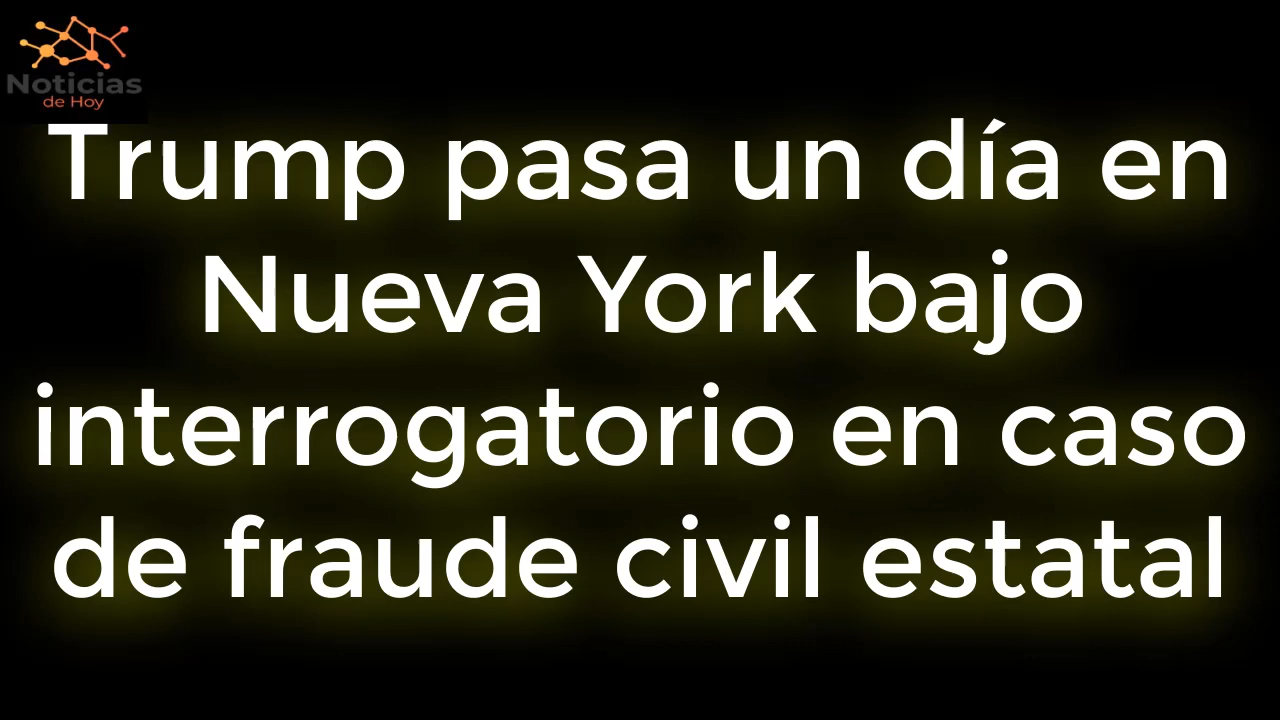 Noticias
de Hoy
Trump pasa un día en
Nueva York bajo
interrogatorio en caso
de fraude civil estatal